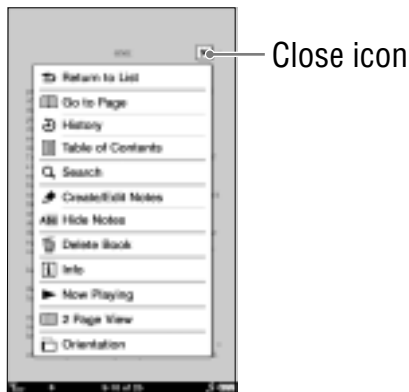 Close icon
Return to List
Go to Page
History
Table of Contents
Search
Create/Edit Notes
Hide Notes
Delete Book
Info
Now Playing
2 Page View
Orientation